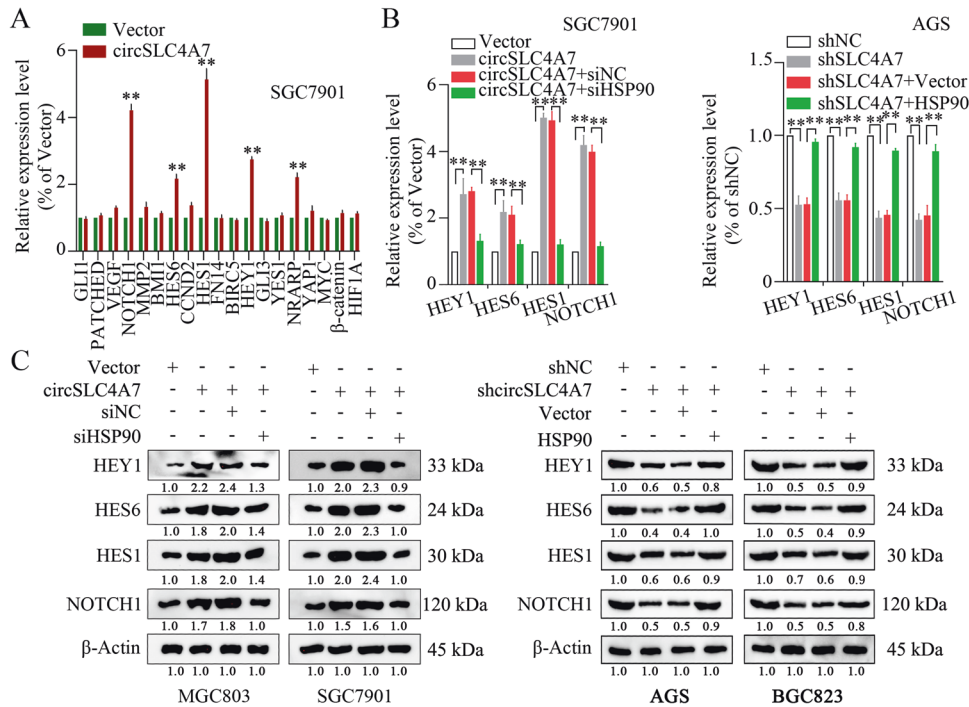 A
Vector
circSLC4A7
SGC7901
Relative expression level
(% of Vector)
6
4
2
1
0
** ** ** ** **
GLI1 PATCHED VEGF NOTCH1 MMP2 BMI1 HES6 CCND2 HES1 FN14 BIRC5 HEY1 GLI3 YES1 NRARP YAP1 MYC β-catenin HIF1A
B
SGC7901
Vector
circSLC4A7
circSLC4A7+siNC
circSLC4A7+siHSP90
Relative expression level
(% of Vector)
6
4
2
0
** ** ** ** ** ** ** **
HEY1 HES6 HES1 NOTCH1
AGS
shNC
shSLC4A7
shSLC4A7+Vector
shSLC4A7+HSP90
Relative expression level
(% of shNC)
1.5
1.0
0.5
0.0
** ** ** ** ** ** ** **
HEY1 HES6 HES1 NOTCH1
C
Vector + - - - + - - -
circSLC4A7 - + + + - + + +
siNC - - + - - - + -
siHSP90 - - - + - - - +
HEY1 33 kDa
1.0 2.2 2.4 1.3 1.0 2.0 2.3 0.9
HES6 24 kDa
1.0 1.8 2.0 1.4 1.0 2.0 2.3 1.0
HES1 30 kDa
1.0 1.8 2.0 1.4 1.0 2.0 2.4 1.0
NOTCH1 120 kDa
1.0 1.7 1.8 1.0 1.0 1.5 1.6 1.0
β-Actin 45 kDa
1.0 1.0 1.0 1.0 1.0 1.0 1.0 1.0
MGC803 SGC7901
shNC + - - - + - - -
shcircSLC4A7 - + + + - + + +
Vector - - + - - - + -
HSP90 - - - + - - - +
HEY1 33 kDa
1.0 0.6 0.5 0.8 1.0 0.5 0.5 0.9
HES6 24 kDa
1.0 0.4 0.4 1.0 1.0 0.5 0.4 0.9
HES1 30 kDa
1.0 0.6 0.6 0.9 1.0 0.7 0.6 0.9
NOTCH1 120 kDa
1.0 0.5 0.5 0.9 1.0 0.5 0.5 0.8
β-Actin 45 kDa
1.0 1.0 1.0 1.0 1.0 1.0 1.0 1.0
AGS BGC823